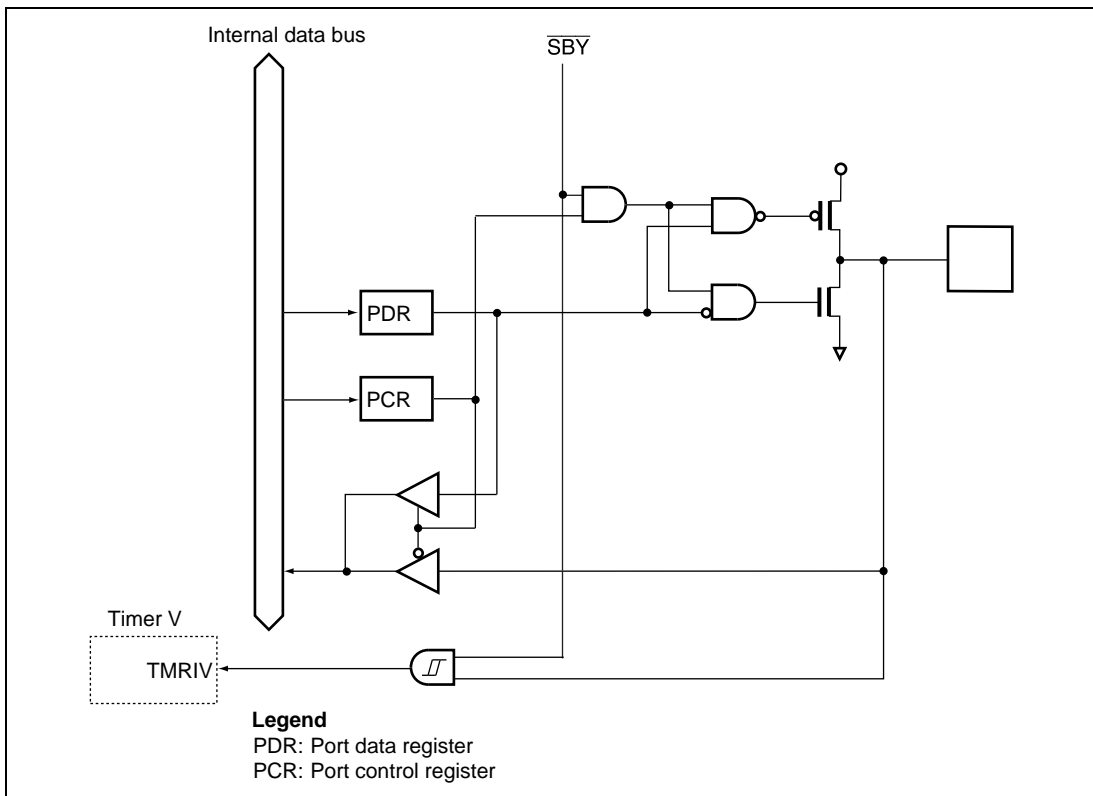 Internal data bus
SBY
PDR
PCR
Timer V
TMRIV
Legend
PDR: Port data register
PCR: Port control register